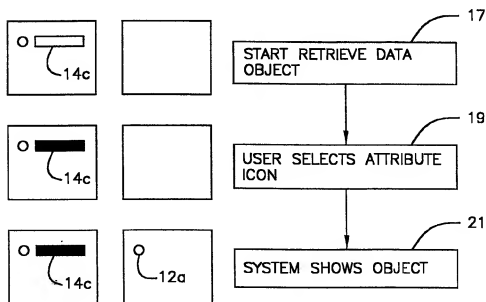 17
14c
START RETRIEVE DATA
OBJECT
19
14c
USER SELECTS ATTRIBUTE
ICON
21
14c
12a
SYSTEM SHOWS OBJECT